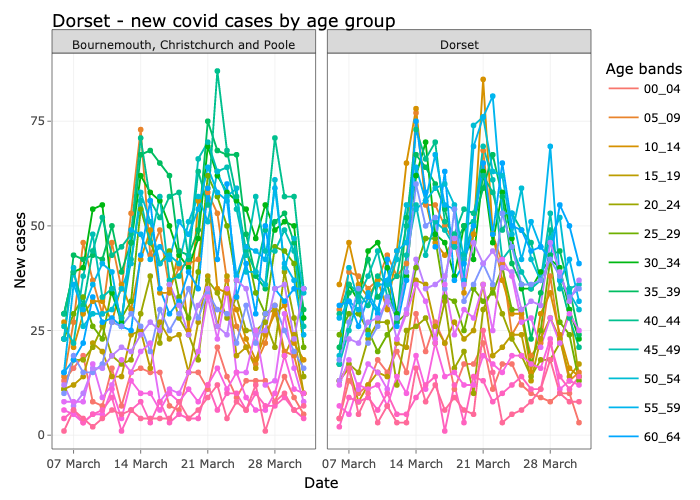 Dorset - new covid cases by age group
Bournemouth, Christchurch and Poole
Dorset
Age bands
00_04
05_09
10_14
15_19
20_24
25_29
30_34
35_39
40_44
45_49
50_54
55_59
60_64
New cases
75
50
25
0
07 March
14 March
21 March
28 March
07 March
14 March
21 March
28 March
Date